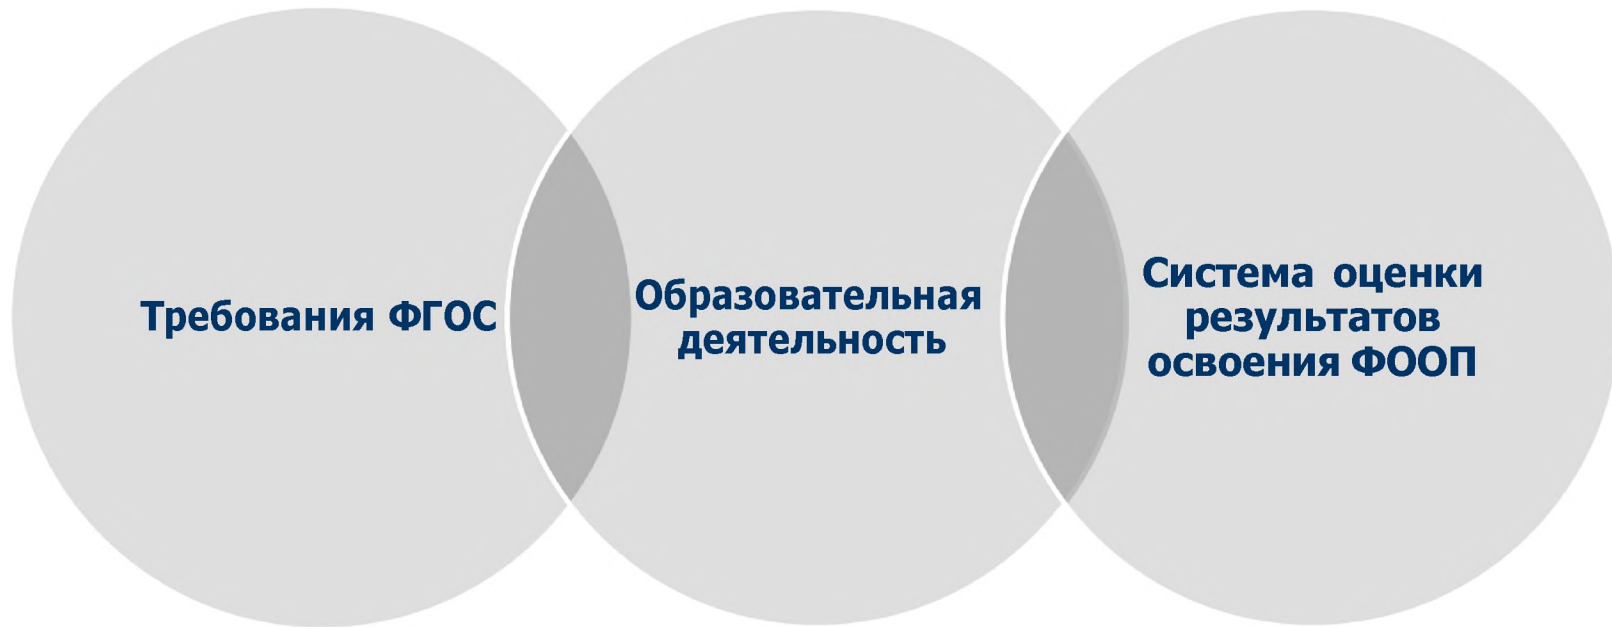 Требования ФГОС
Образовательная
деятельность
Система оценки
результатов
освоения ФООП